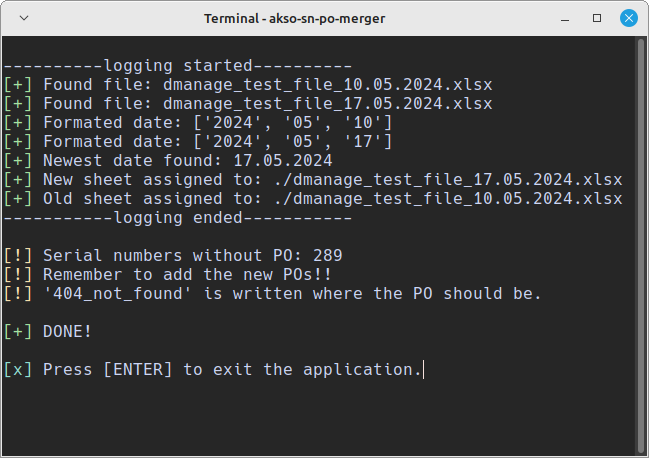 Terminal - akso-sn-po-merger
----------logging started----------
[+] Found file: dmanage_test_file_10.05.2024.xlsx
[+] Found file: dmanage_test_file_17.05.2024.xlsx
[+] Formated date: ['2024', '05', '10']
[+] Formated date: ['2024', '05', '17']
[+] Newest date found: 17.05.2024
[+] New sheet assigned to: ./dmanage_test_file_17.05.2024.xlsx
[+] Old sheet assigned to: ./dmanage_test_file_10.05.2024.xlsx
-----------logging ended-----------
[!] Serial numbers without PO: 289
[!] Remember to add the new POs!!
[!] '404_not_found' is written where the PO should be.
[+] DONE!
[x] Press [ENTER] to exit the application.